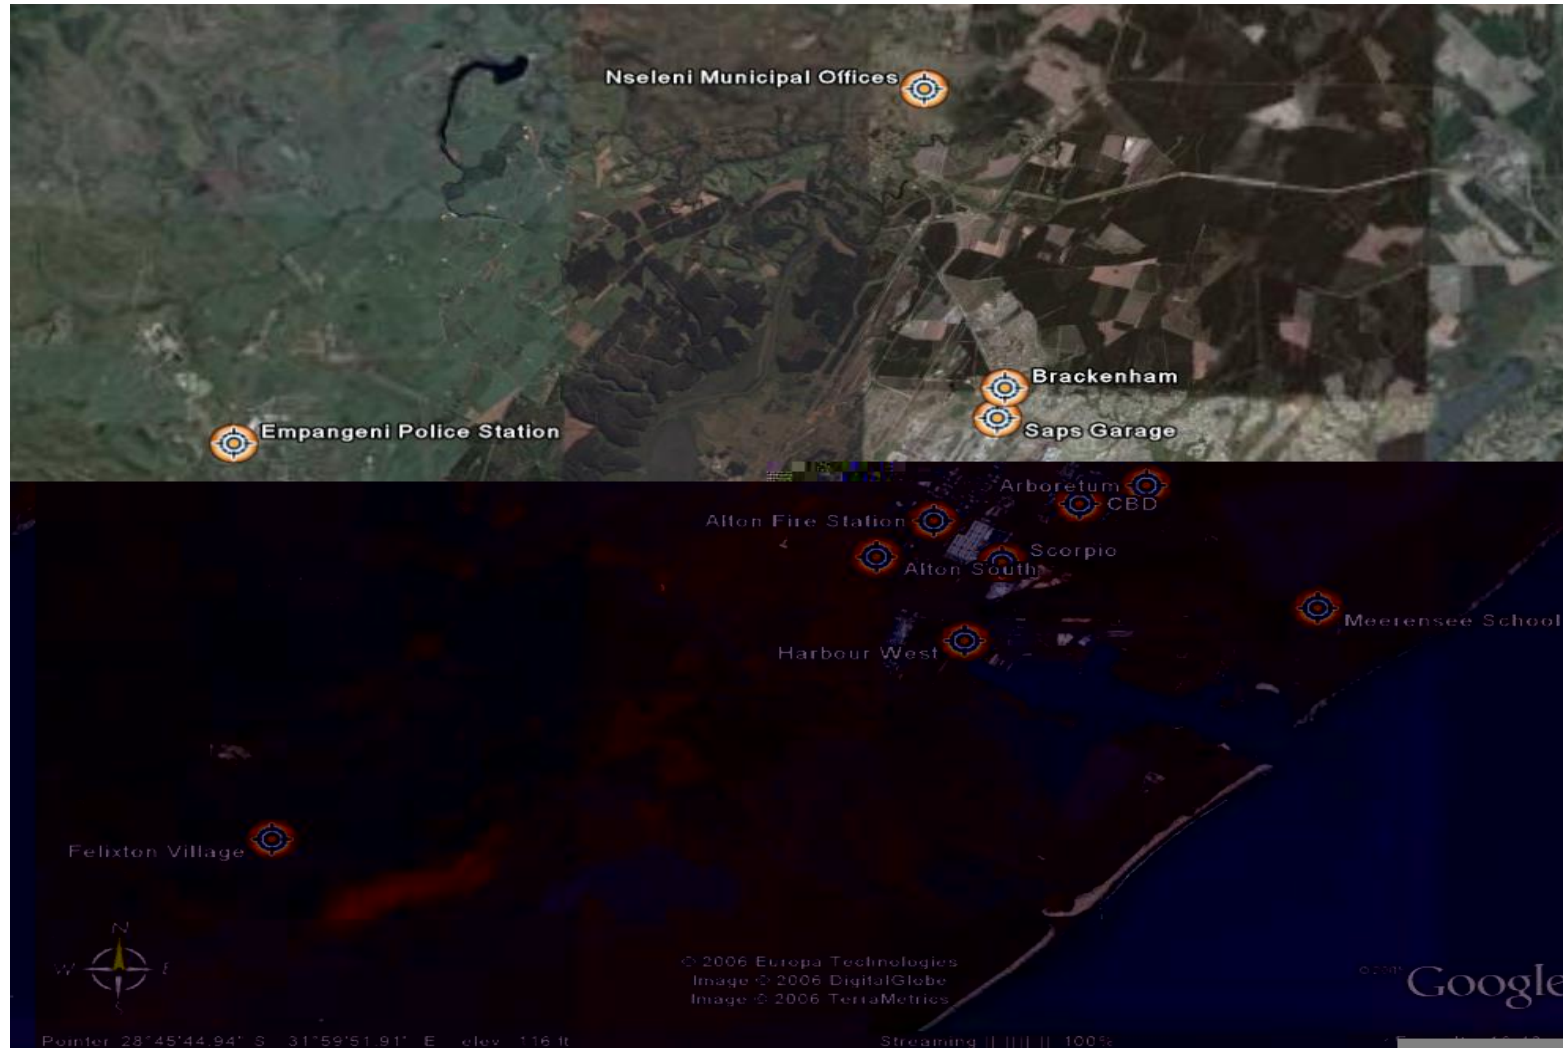 Nseleni Municipal Offices
Brackenham
Saps Garage
Empangeni Police Station
Arboretum
CBD
Alton Fire Station
Scorpio
Alton South
Meerensee School
Harbour West
Felixton Village
N
W E
S
© 2006 Europa Technologies
Image © 2006 DigitalGlobe
Image © 2006 TerraMetrics
Google
Pointer 28°45'44.94" S 31°59'51.91" E elev 116 ft
Streaming |||||||||| 100%